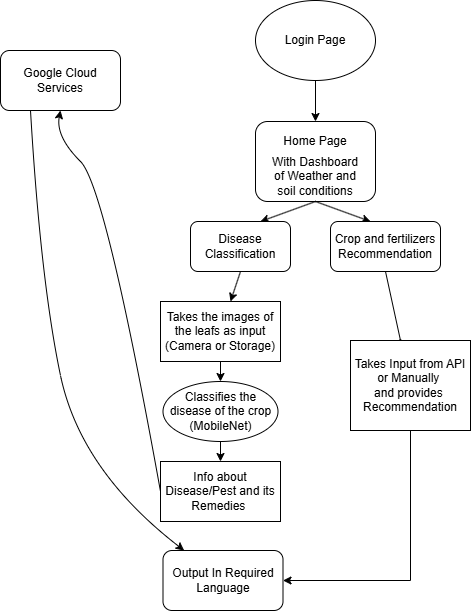 Login Page
Google Cloud
Services
Home Page
With Dashboard
of Weather and
soil conditions
Disease
Classification
Crop and fertilizers
Recommendation
Takes the images of
the leafs as input
(Camera or Storage)
Takes Input from API
or Manually
and provides
Recommendation
Classifies the
disease of the crop
(MobileNet)
Info about
Disease/Pest and its
Remedies
Output In Required
Language